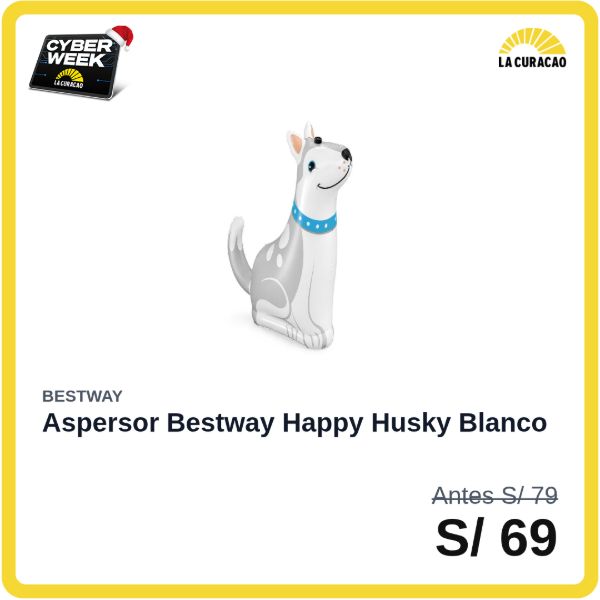 CYBER
WEEK
LA CURACAO
LA CURACAO
BESTWAY
Aspersor Bestway Happy Husky Blanco
Antes S/ 79
S/ 69